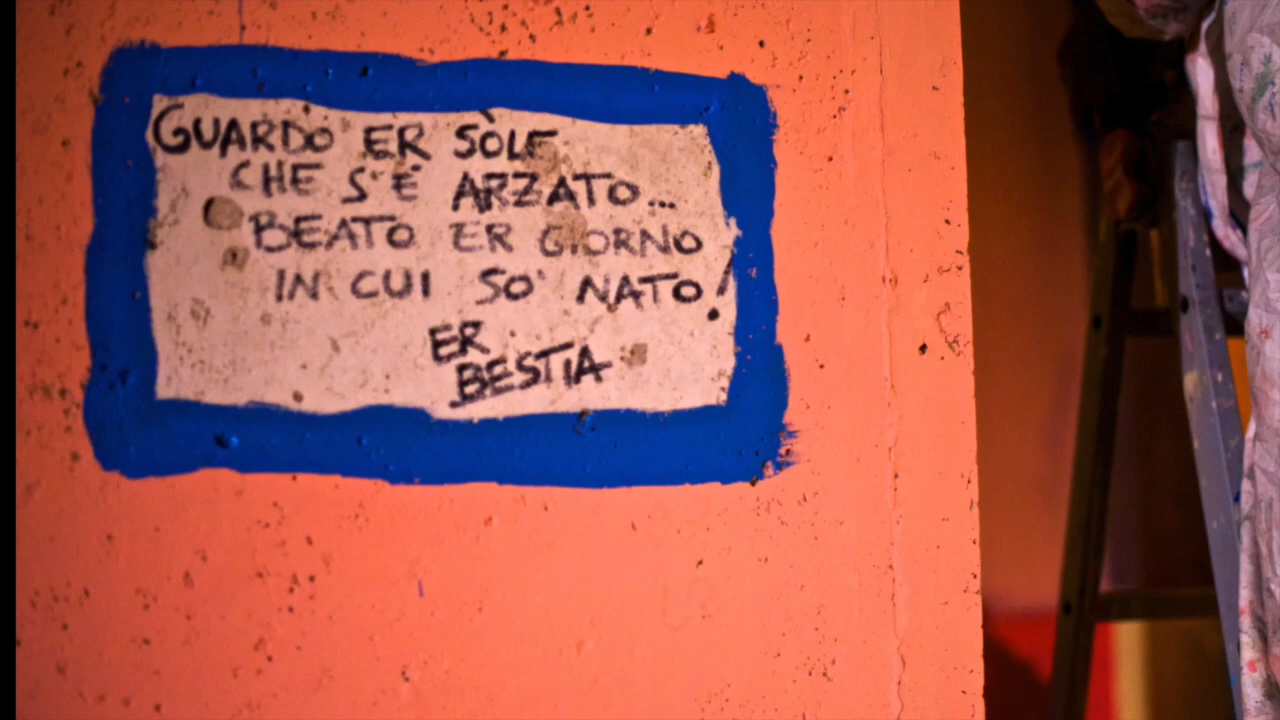 GUARDO ER SÒLE
CHE S'È ARZATO...
BEATO ER GIORNO
IN CUI SO' NATO!
ER
BESTIA